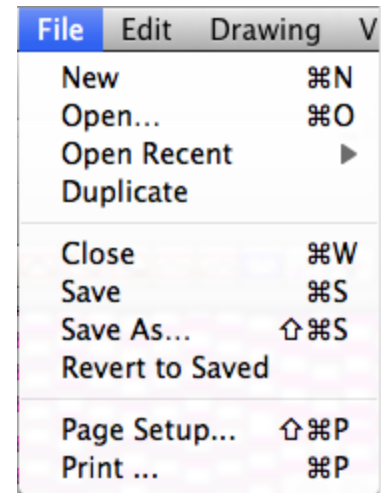 File Edit Drawing V
New ⌘N
Open... ⌘O
Open Recent ▶
Duplicate
Close ⌘W
Save ⌘S
Save As... ⇧⌘S
Revert to Saved
Page Setup... ⇧⌘P
Print ... ⌘P